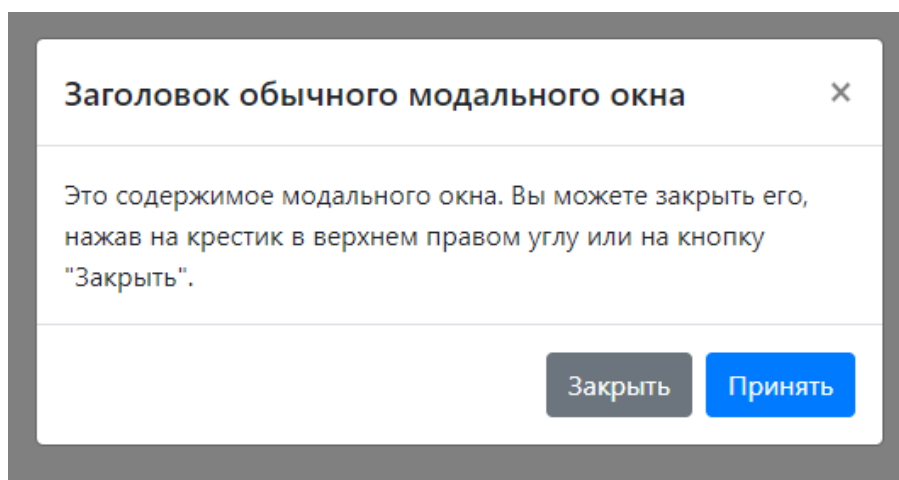 Заголовок обычного модального окна ×
Это содержимое модального окна. Вы можете закрыть его,
нажав на крестик в верхнем правом углу или на кнопку
"Закрыть".
Закрыть Принять